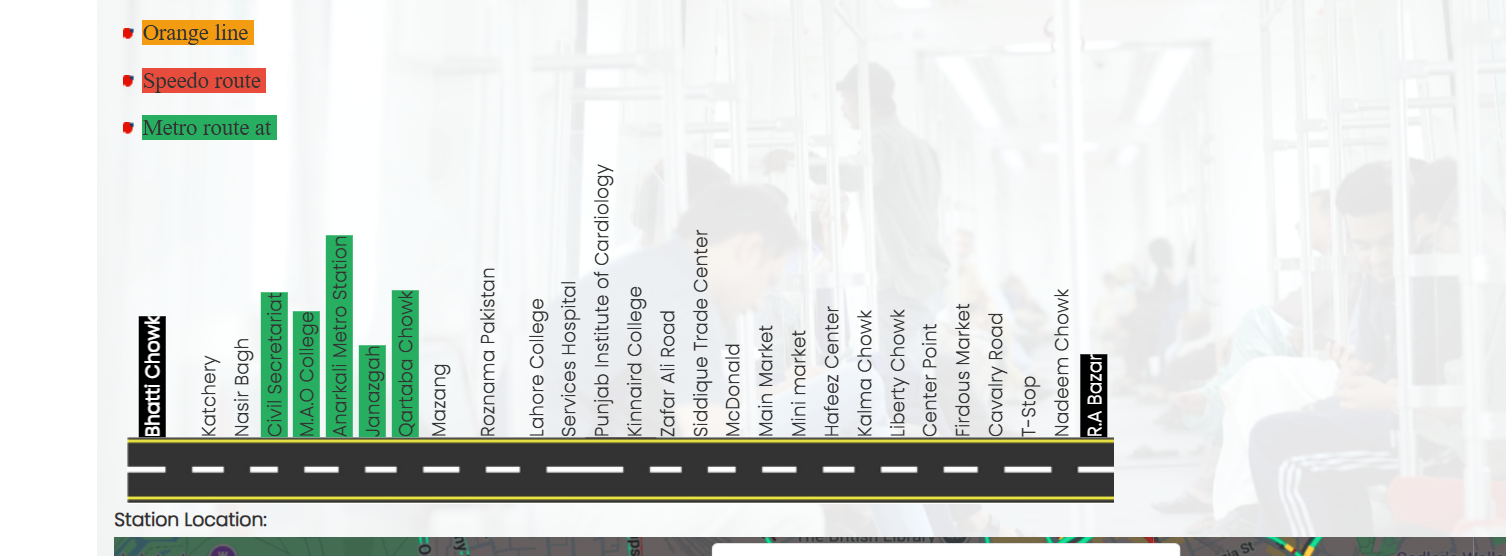 Orange line
Speedo route
Metro route at
Bhatti Chowk
Katchery
Nasir Bagh
Civil Secretariat
M.A.O College
Anarkali Metro Station
Janazgah
Qartaba Chowk
Mazang
Roznama Pakistan
Lahore College
Services Hospital
Punjab Institute of Cardiology
Kinnaird College
Zafar Ali Road
Siddique Trade Center
McDonald
Main Market
Mini market
Hafeez Center
Kalma Chowk
Liberty Chowk
Center Point
Firdous Market
Cavalry Road
T-Stop
Nadeem Chowk
R.A Bazar
Station Location:
The British Library